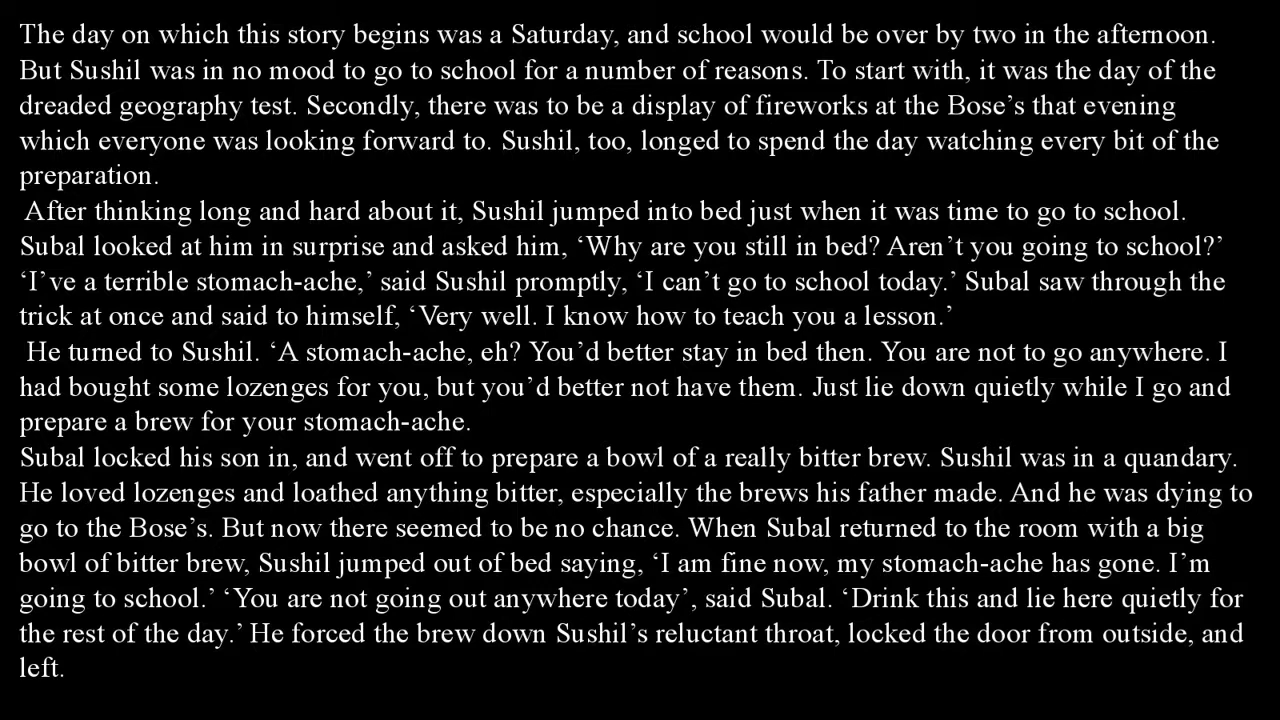 The day on which this story begins was a Saturday, and school would be over by two in the afternoon.
But Sushil was in no mood to go to school for a number of reasons. To start with, it was the day of the
dreaded geography test. Secondly, there was to be a display of fireworks at the Bose’s that evening
which everyone was looking forward to. Sushil, too, longed to spend the day watching every bit of the
preparation.
After thinking long and hard about it, Sushil jumped into bed just when it was time to go to school.
Subal looked at him in surprise and asked him, ‘Why are you still in bed? Aren’t you going to school?’
‘I’ve a terrible stomach-ache,’ said Sushil promptly, ‘I can’t go to school today.’ Subal saw through the
trick at once and said to himself, ‘Very well. I know how to teach you a lesson.’
He turned to Sushil. ‘A stomach-ache, eh? You’d better stay in bed then. You are not to go anywhere. I
had bought some lozenges for you, but you’d better not have them. Just lie down quietly while I go and
prepare a brew for your stomach-ache.
Subal locked his son in, and went off to prepare a bowl of a really bitter brew. Sushil was in a quandary.
He loved lozenges and loathed anything bitter, especially the brews his father made. And he was dying to
go to the Bose’s. But now there seemed to be no chance. When Subal returned to the room with a big
bowl of bitter brew, Sushil jumped out of bed saying, ‘I am fine now, my stomach-ache has gone. I’m
going to school.’ ‘You are not going out anywhere today’, said Subal. ‘Drink this and lie here quietly for
the rest of the day.’ He forced the brew down Sushil’s reluctant throat, locked the door from outside, and
left.